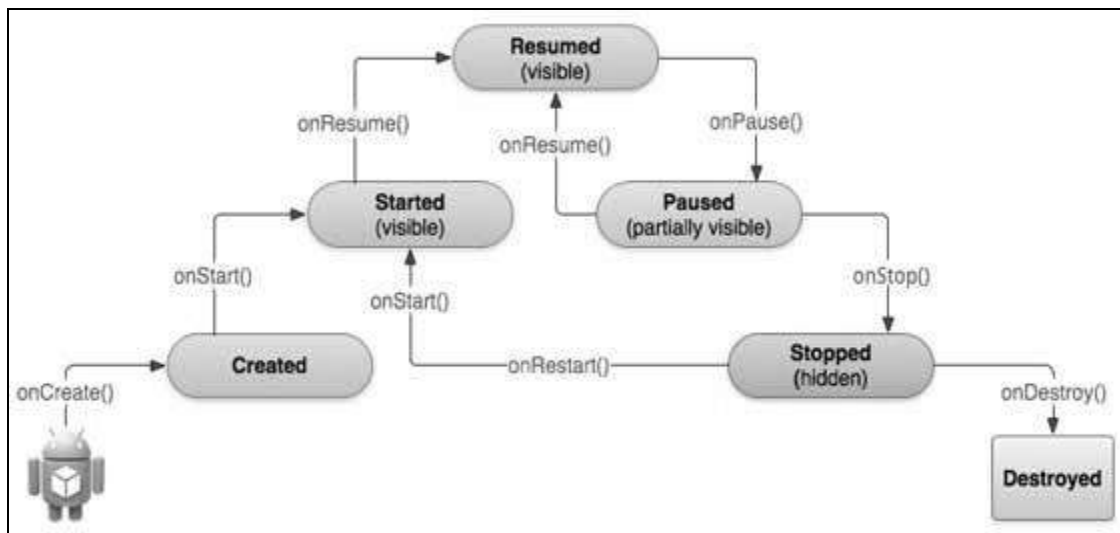 Resumed
(visible)
onResume()
onResume()
onPause()
Started
(visible)
Paused
(partially visible)
onStart()
onStart()
onStop()
Created
onRestart()
Stopped
(hidden)
onCreate()
onDestroy()
Destroyed